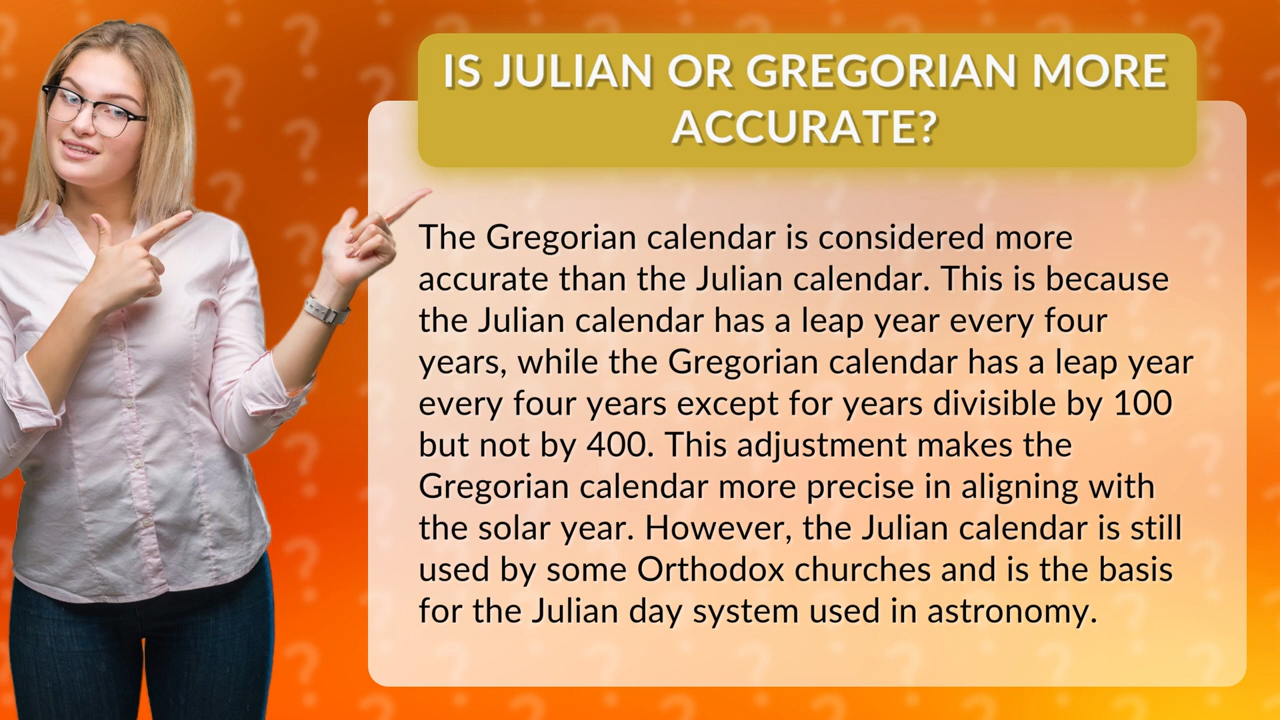 IS JULIAN OR GREGORIAN MORE
ACCURATE?
The Gregorian calendar is considered more
accurate than the Julian calendar. This is because
the Julian calendar has a leap year every four
years, while the Gregorian calendar has a leap year
every four years except for years divisible by 100
but not by 400. This adjustment makes the
Gregorian calendar more precise in aligning with
the solar year. However, the Julian calendar is still
used by some Orthodox churches and is the basis
for the Julian day system used in astronomy.